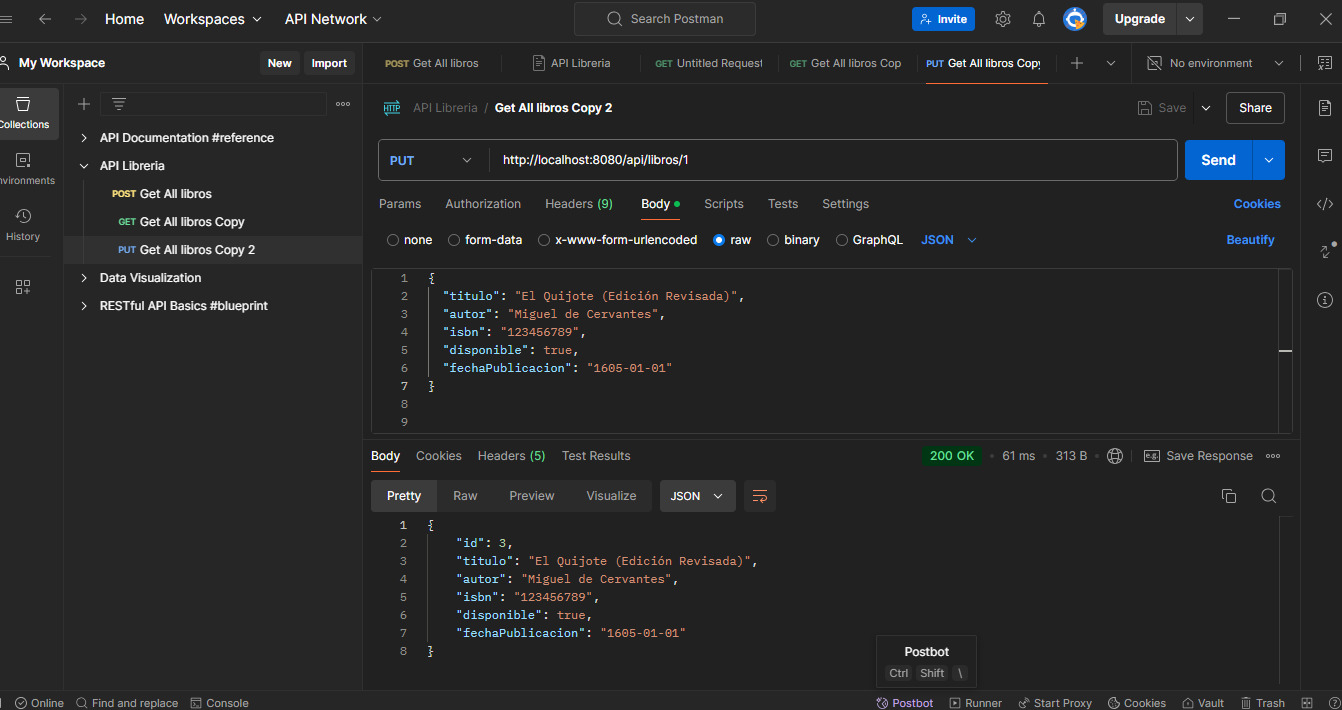 Home Workspaces API Network Search Postman Invite Upgrade
My Workspace New Import POST Get All libros API Libreria GET Untitled Request GET Get All libros Cop PUT Get All libros Copy No environment
API Libreria / Get All libros Copy 2 Save Share
Collections
API Documentation #reference
API Libreria
PUT http://localhost:8080/api/libros/1 Send
nvironments
POST Get All libros
Params Authorization Headers (9) Body Scripts Tests Settings Cookies
GET Get All libros Copy
History
PUT Get All libros Copy 2
none form-data x-www-form-urlencoded raw binary GraphQL JSON Beautify
Data Visualization
RESTful API Basics #blueprint
1 {
2 "titulo": "El Quijote (Edición Revisada)",
3 "autor": "Miguel de Cervantes",
4 "isbn": "123456789",
5 "disponible": true,
6 "fechaPublicacion": "1605-01-01"
7 }
8
9
Body Cookies Headers (5) Test Results 200 OK • 61 ms • 313 B • e.g. Save Response
Pretty Raw Preview Visualize JSON
1 {
2 "id": 3,
3 "titulo": "El Quijote (Edición Revisada)",
4 "autor": "Miguel de Cervantes",
5 "isbn": "123456789",
6 "disponible": true,
7 "fechaPublicacion": "1605-01-01"
8 }
Postbot
Ctrl Shift \
Online Find and replace Console Postbot Runner Start Proxy Cookies Vault Trash